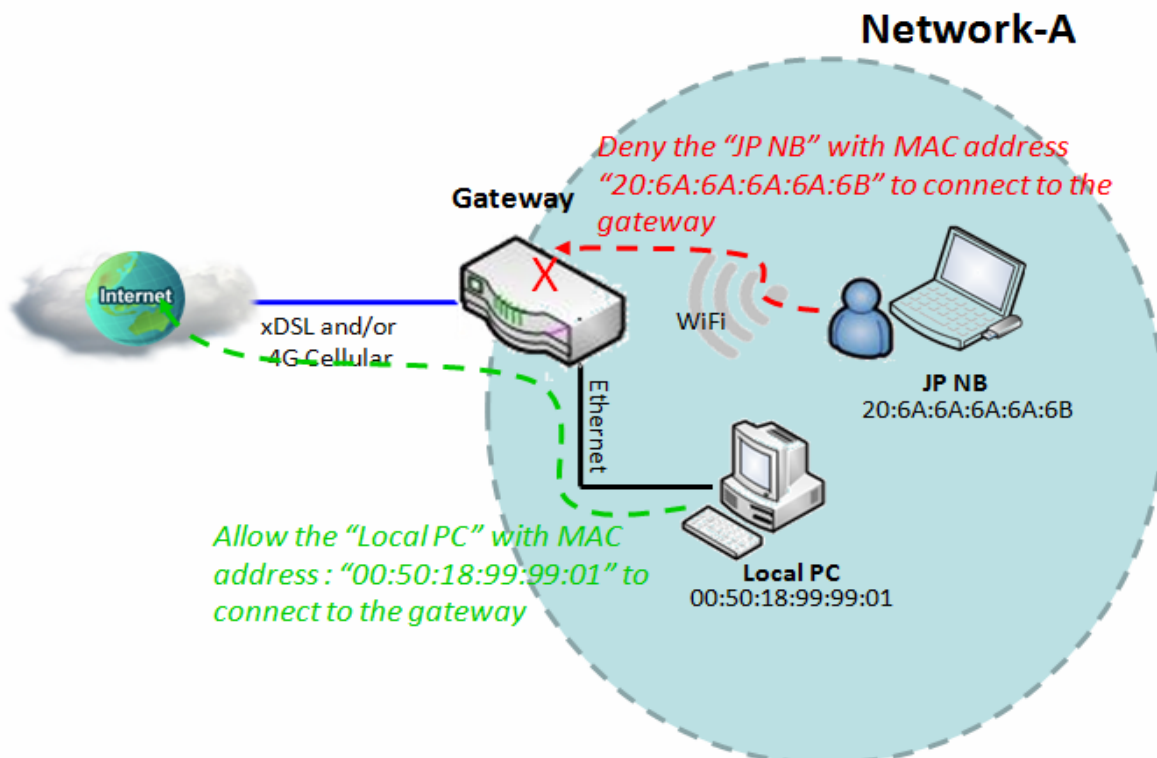 Network-A
Deny the “JP NB” with MAC address
“20:6A:6A:6A:6A:6B” to connect to the
gateway
Gateway
X
Internet
WiFi
xDSL and/or
4G Cellular
JP NB
20:6A:6A:6A:6A:6B
Ethernet
Allow the “Local PC” with MAC
address : “00:50:18:99:99:01” to
connect to the gateway
Local PC
00:50:18:99:99:01